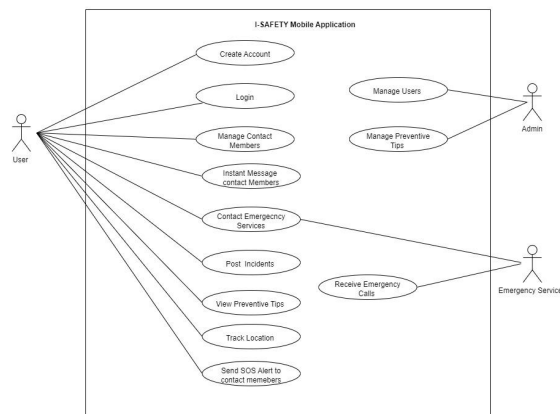 I-SAFETY Mobile Application
Create Account
Login
Manage Contact
Members
Instant Message
contact Members
Contact Emergecncy
Services
Post Incidents
View Preventive Tips
Track Location
Send SOS Alert to
contact memebers
User
Manage Users
Manage Preventive
Tips
Admin
Receive Emergency
Calls
Emergency Service